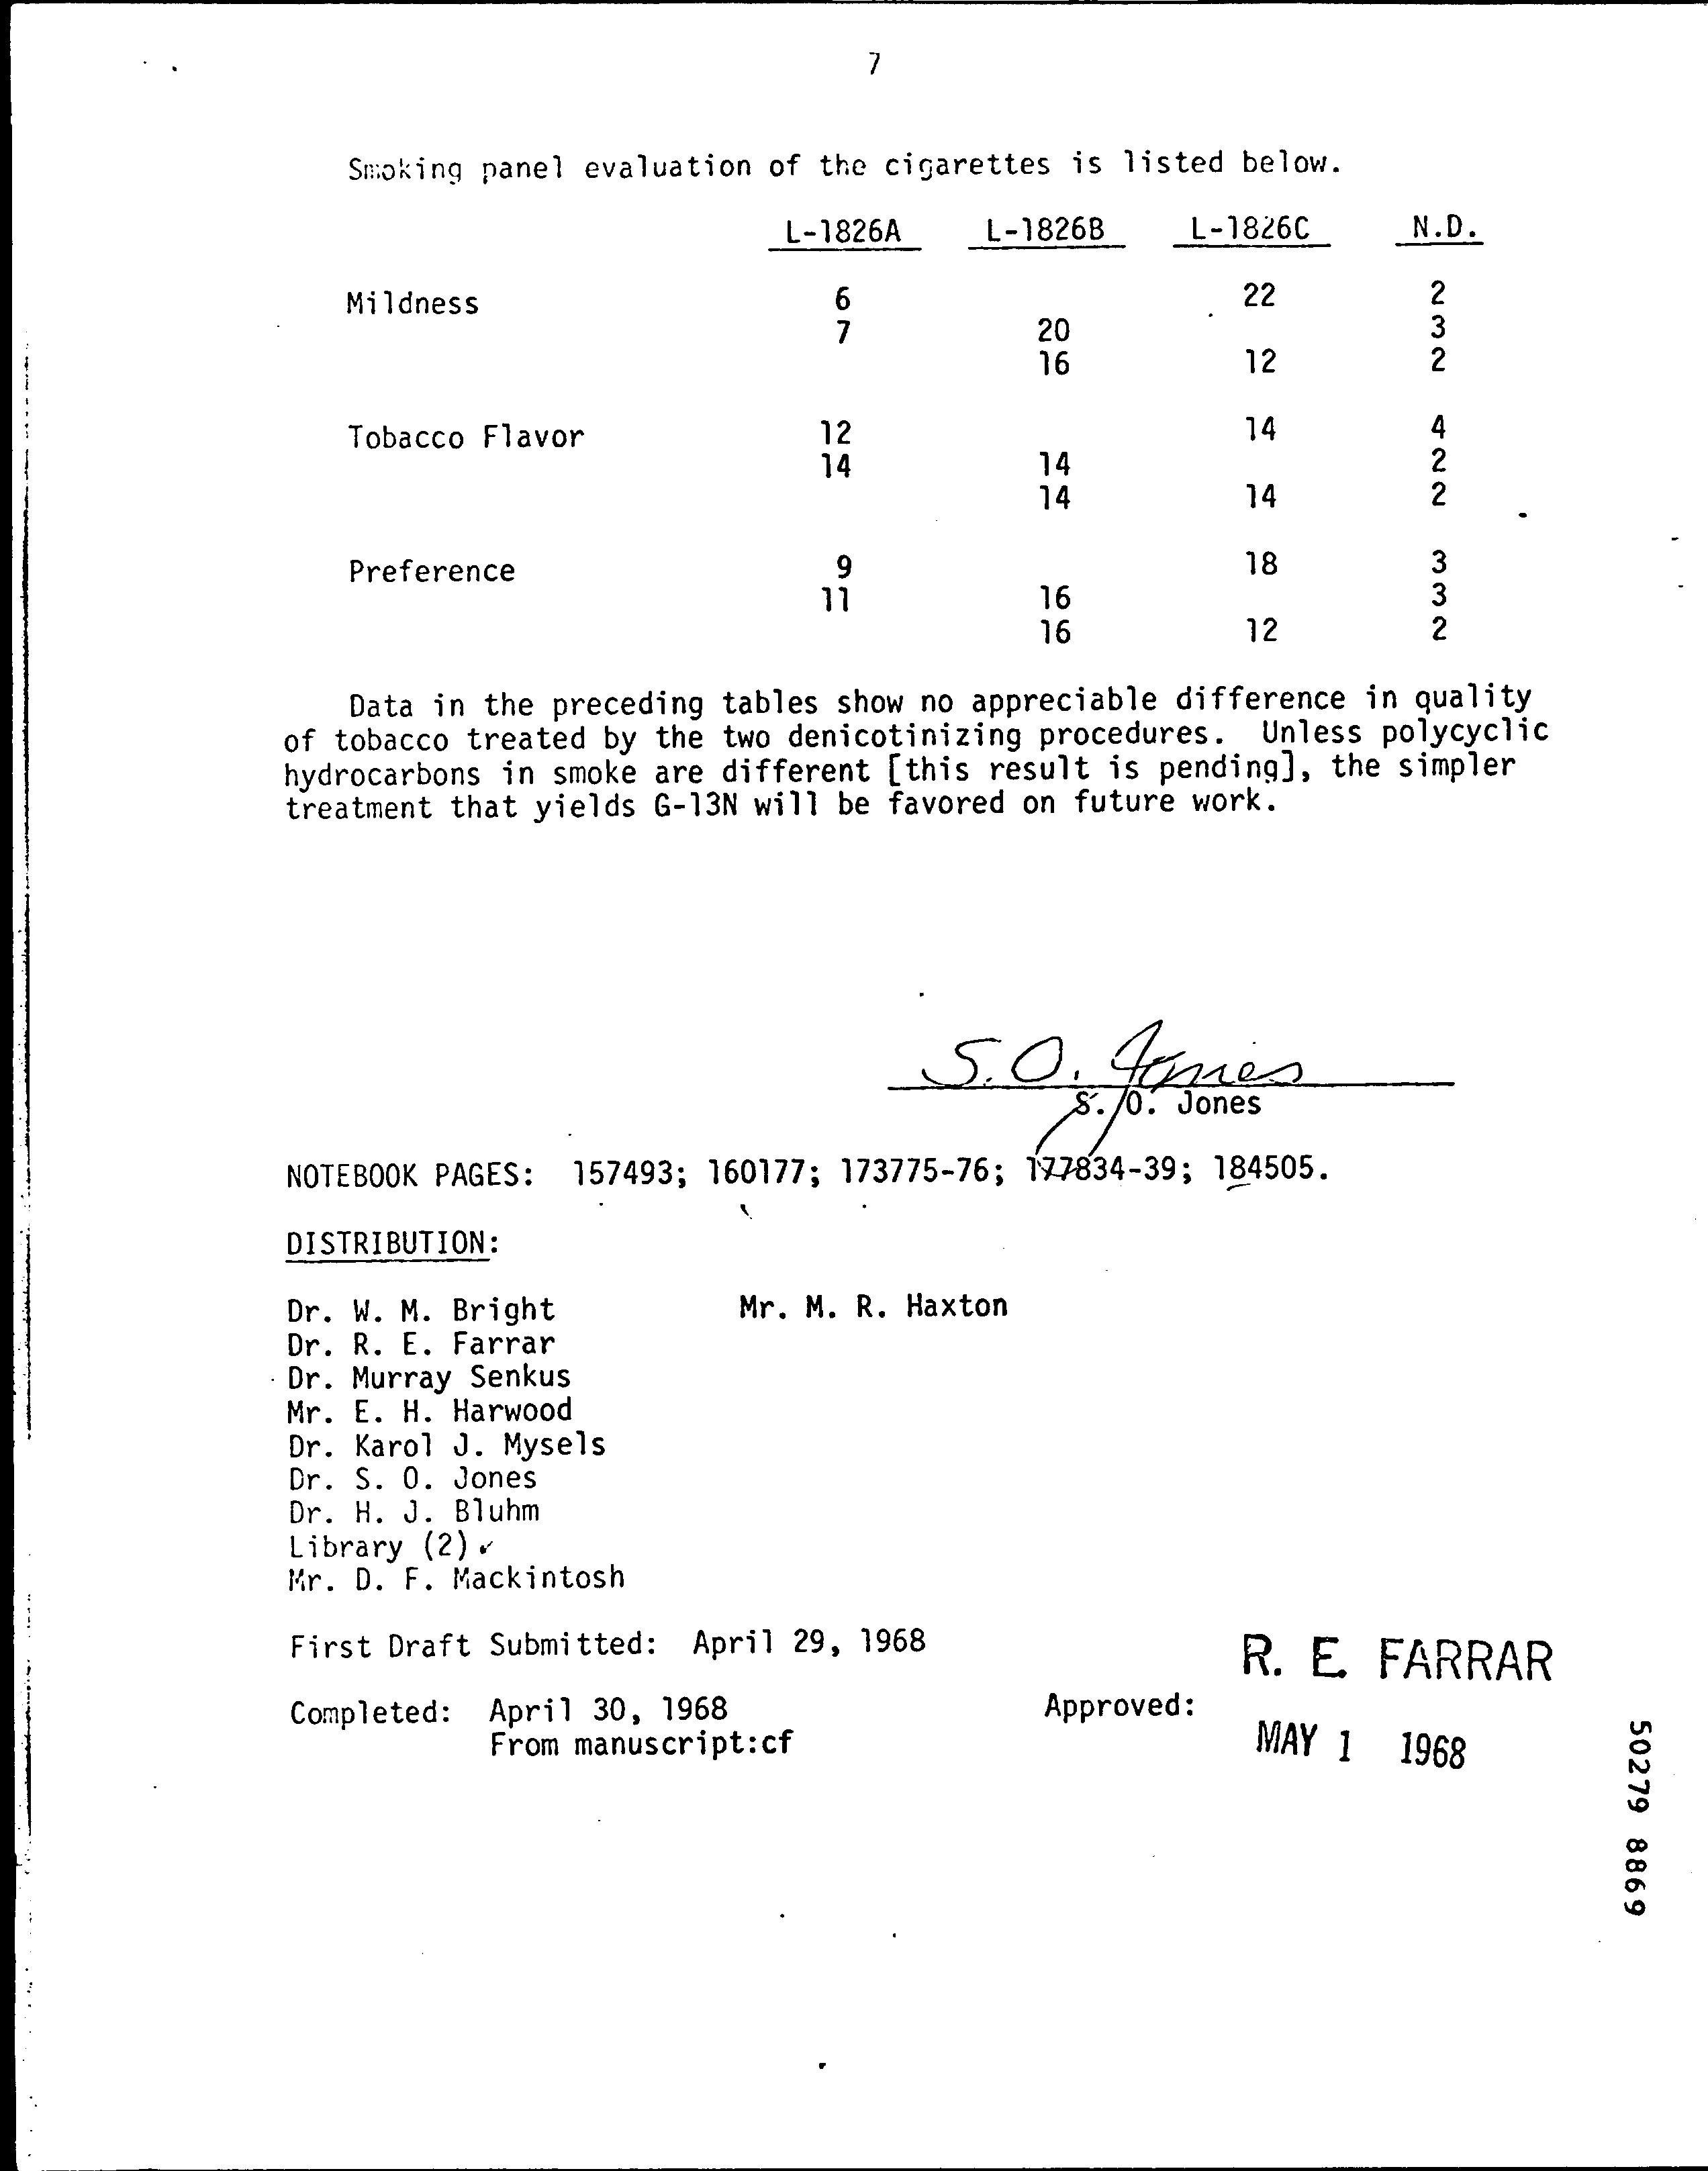 7
Smoking panel evaluation of the cigarettes is listed below.
L-1826A L-1826B L-1826C N.D.
Mildness 6 22 2
7 20 3
16 12 2
Tobacco Flavor 12 14 4
14 14 2
14 14 2
Preference 9 18 3
11 16 3
16 12 2
Data in the preceding tables show no appreciable difference in quality
of tobacco treated by the two denicotinizing procedures. Unless polycyclic
hydrocarbons in smoke are different [this result is pending], the simpler
treatment that yields G-13N will be favored on future work.
S.O. Jones
S. O. Jones
NOTEBOOK PAGES: 157493; 160177; 173775-76; 177834-39; 184505.
DISTRIBUTION:
Dr. W. M. Bright Mr. M. R. Haxton
Dr. R. E. Farrar
Dr. Murray Senkus
Mr. E. H. Harwood
Dr. Karol J. Mysels
Dr. S. O. Jones
Dr. H. J. Bluhm
Library (2) ✓
Mr. D. F. Mackintosh
First Draft Submitted: April 29, 1968
R. E. FARRAR
Completed: April 30, 1968 Approved:
From manuscript:cf MAY 1 1968
50279 8869